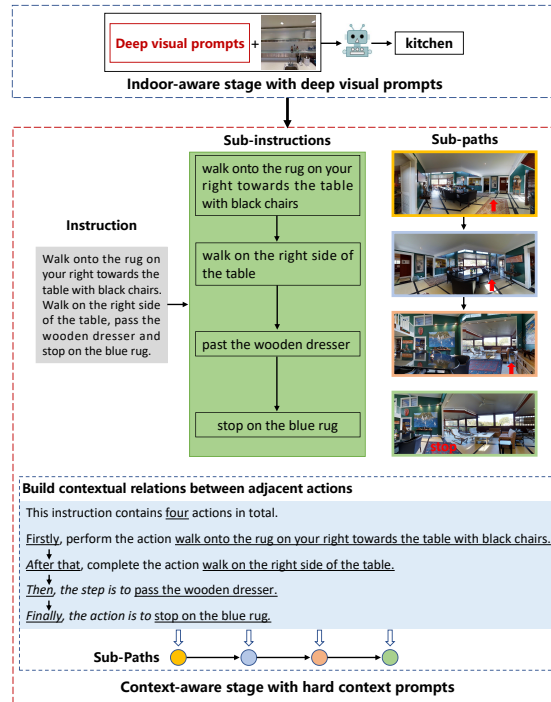 Deep visual prompts +
kitchen
Indoor-aware stage with deep visual prompts
Sub-instructions
Sub-paths
walk onto the rug on your
right towards the table
with black chairs
Instruction
Walk onto the rug on
your right towards the
table with black chairs.
Walk on the right side
of the table, pass the
wooden dresser and
stop on the blue rug.
walk on the right side of
the table
past the wooden dresser
stop on the blue rug
stop
Build contextual relations between adjacent actions
This instruction contains four actions in total.
Firstly, perform the action walk onto the rug on your right towards the table with black chairs.
After that, complete the action walk on the right side of the table.
Then, the step is to pass the wooden dresser.
Finally, the action is to stop on the blue rug.
Sub-Paths
Context-aware stage with hard context prompts